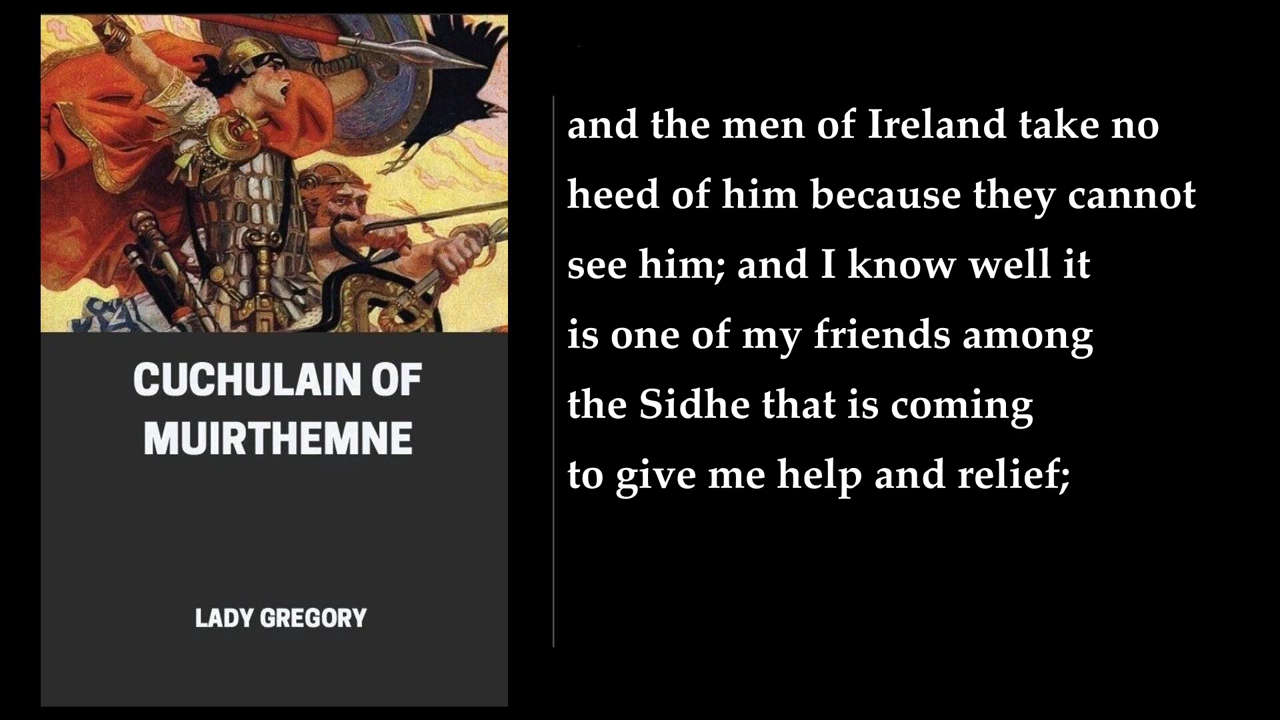 CUCHULAIN OF
MUIRTHEMNE
LADY GREGORY
and the men of Ireland take no
heed of him because they cannot
see him; and I know well it
is one of my friends among
the Sidhe that is coming
to give me help and relief;